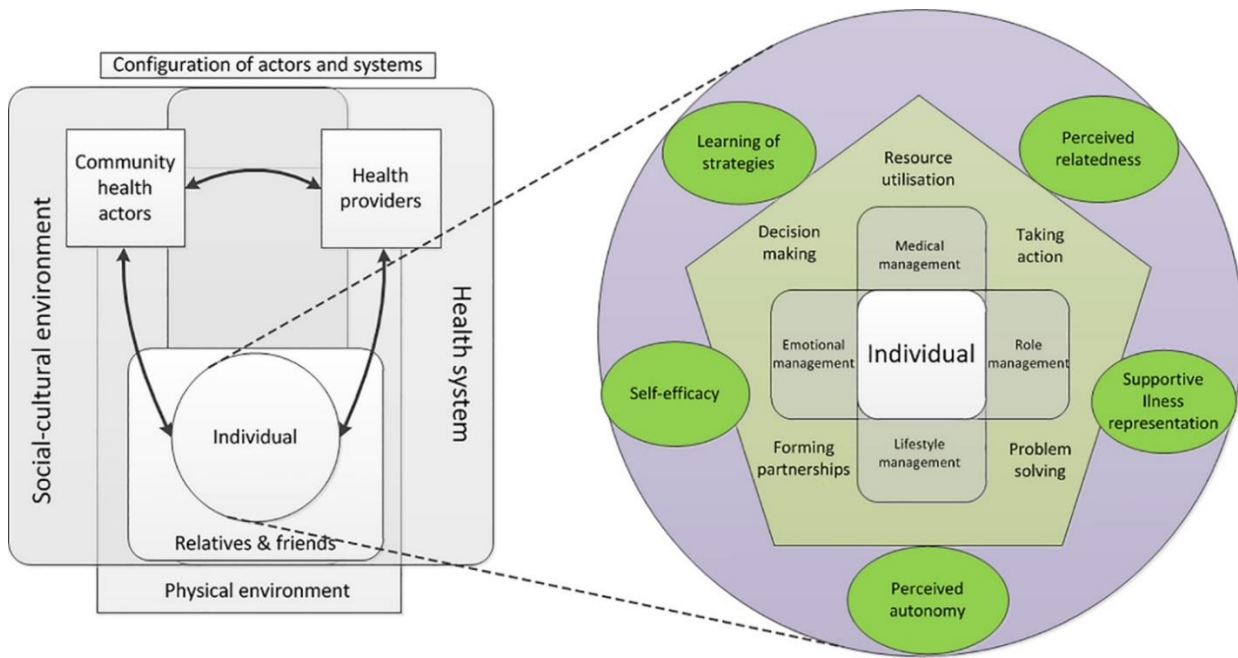 Configuration of actors and systems
Community
health
actors
Health
providers
Social-cultural environment
Health system
Individual
Relatives & friends
Physical environment
Learning of
strategies
Perceived
relatedness
Resource
utilisation
Decision
making
Taking
action
Medical
management
Emotional
management
Individual
Role
management
Self-efficacy
Supportive
Ilness
representation
Forming
partnerships
Lifestyle
management
Problem
solving
Perceived
autonomy